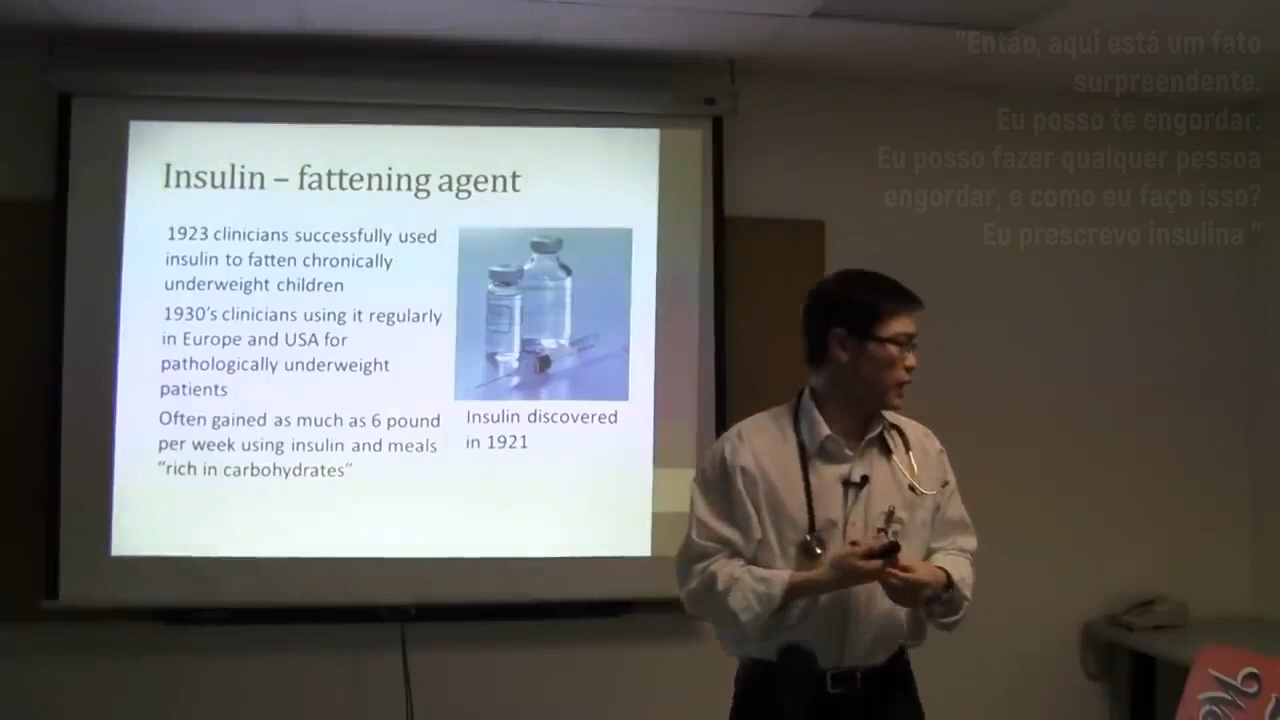 "Então, aqui está um fato
surpreendente.
Eu posso te engordar.
Eu posso fazer qualquer pessoa
engordar, e como eu faço isso?
Eu prescrevo insulina "
Insulin – fattening agent
1923 clinicians successfully used
insulin to fatten chronically
underweight children
1930's clinicians using it regularly
in Europe and USA for
pathologically underweight
patients
Often gained as much as 6 pound
per week using insulin and meals
"rich in carbohydrates"
Insulin discovered
in 1921